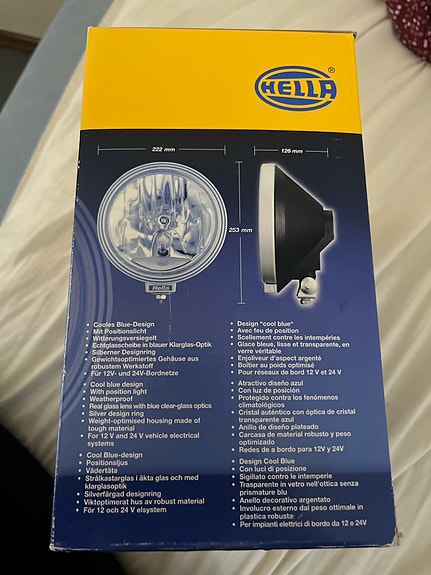 HELLA®
222 mm
126 mm
253 mm
Hella
• Cooles Blue-Design
• Mit Positionslicht
• Witterungsversiegelt
• Echtglasscheibe in blauer Klarglas-Optik
• Silberner Designring
• Gewichtsoptimiertes Gehäuse aus
robustem Werkstoff
• Für 12V- und 24V-Bordnetze
• Cool blue design
• With position light
• Weatherproof
• Real glass lens with blue clear-glass optics
• Silver design ring
• Weight-optimised housing made of
tough material
• For 12 V and 24 V vehicle electrical
systems
• Cool Blue-design
• Positionsljus
• Vädertäta
• Strålkastarglas i äkta glas och med
klarglasoptik
• Silverfärgad designring
• Viktoptimerat hus av robust material
• För 12 och 24 V elsystem
• Design "cool blue"
• Avec feu de position
• Scellement contre les intempéries
• Glace bleue, lisse et transparente, en
verre véritable
• Enjoliveur d'aspect argenté
• Boîtier au poids optimisé
• Pour réseaux de bord 12 V et 24 V
• Atractivo diseño azul
• Con luz de posición
• Protegido contra los fenómenos
climatológicos
• Cristal auténtico con óptica de cristal
transparente azul
• Anillo de diseño plateado
• Carcasa de material robusto y peso
optimizado
• Redes de a bordo para 12V y 24V
• Design Cool Blue
• Con luci di posizione
• Sigillato contro le intemperie
• Trasparente in vetro nell'ottica senza
prismature blu
• Anello decorativo argentato
• Involucro esterno dal peso ottimale in
plastica robusta
• Per impianti elettrici di bordo da 12 e 24V